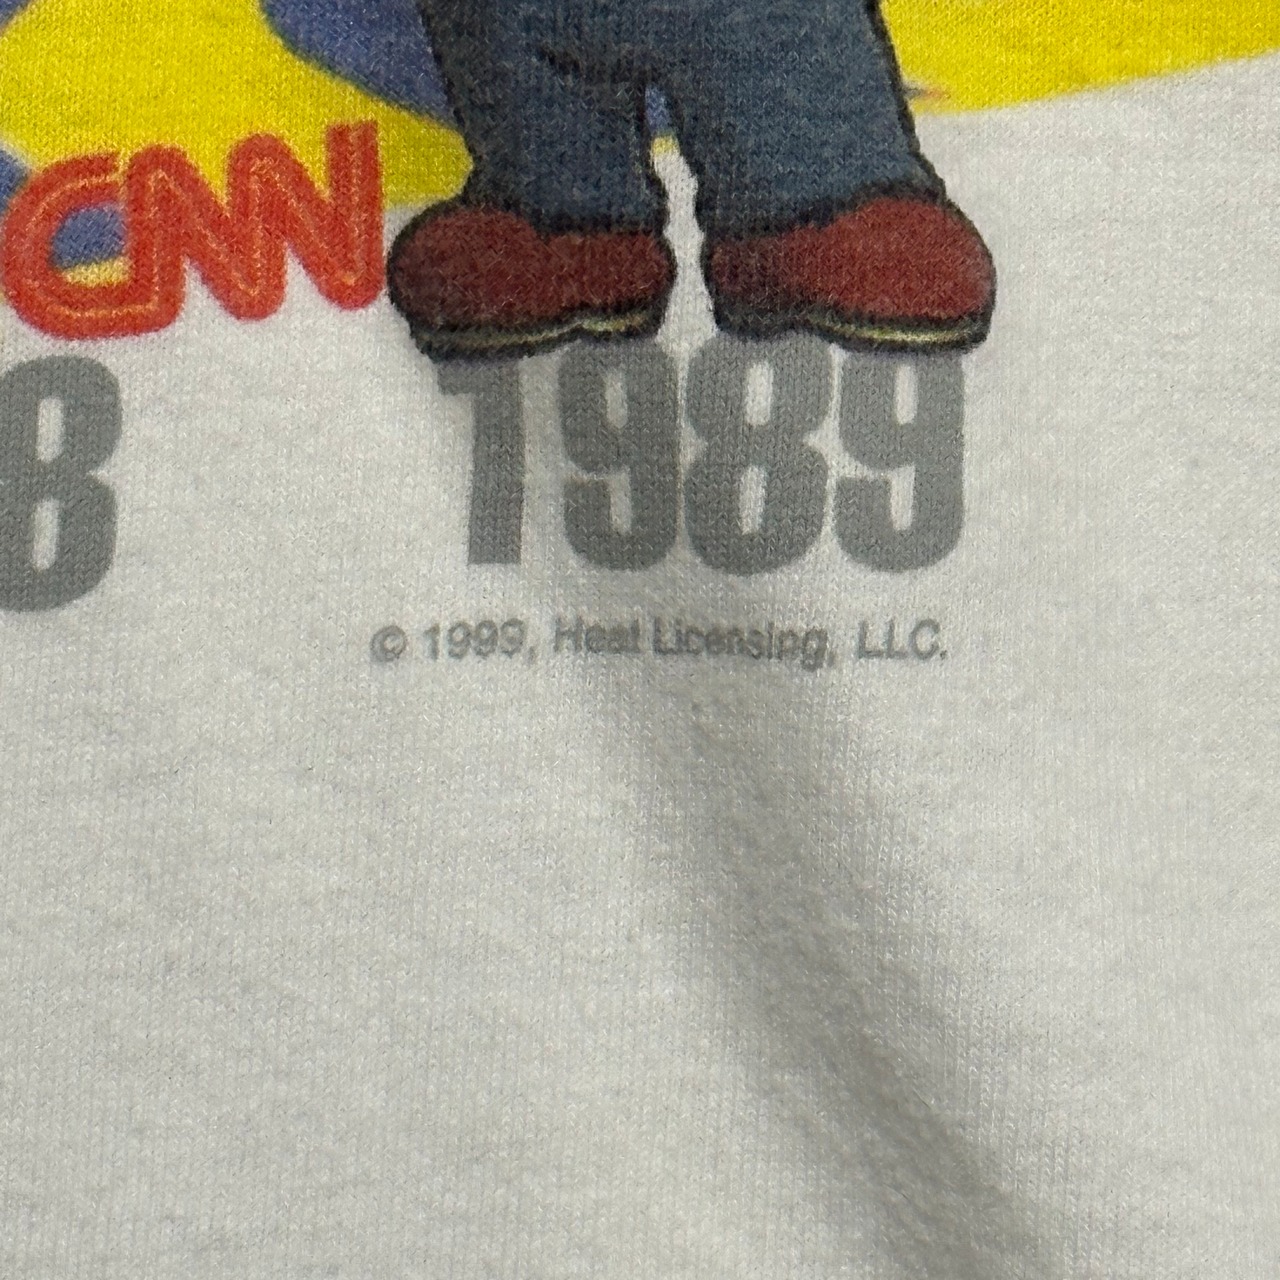 CNN
8 1989
© 1999, Heat Licensing, LLC.